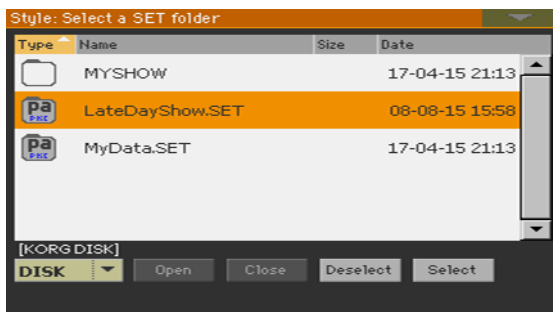 Style: Select a SET folder
Type Name Size Date
MYSHOW 17-04-15 21:13
Pa PKG LateDayShow.SET 08-08-15 15:58
Pa PKG MyData.SET 17-04-15 21:13
[KORG DISK]
DISK Open Close Deselect Select